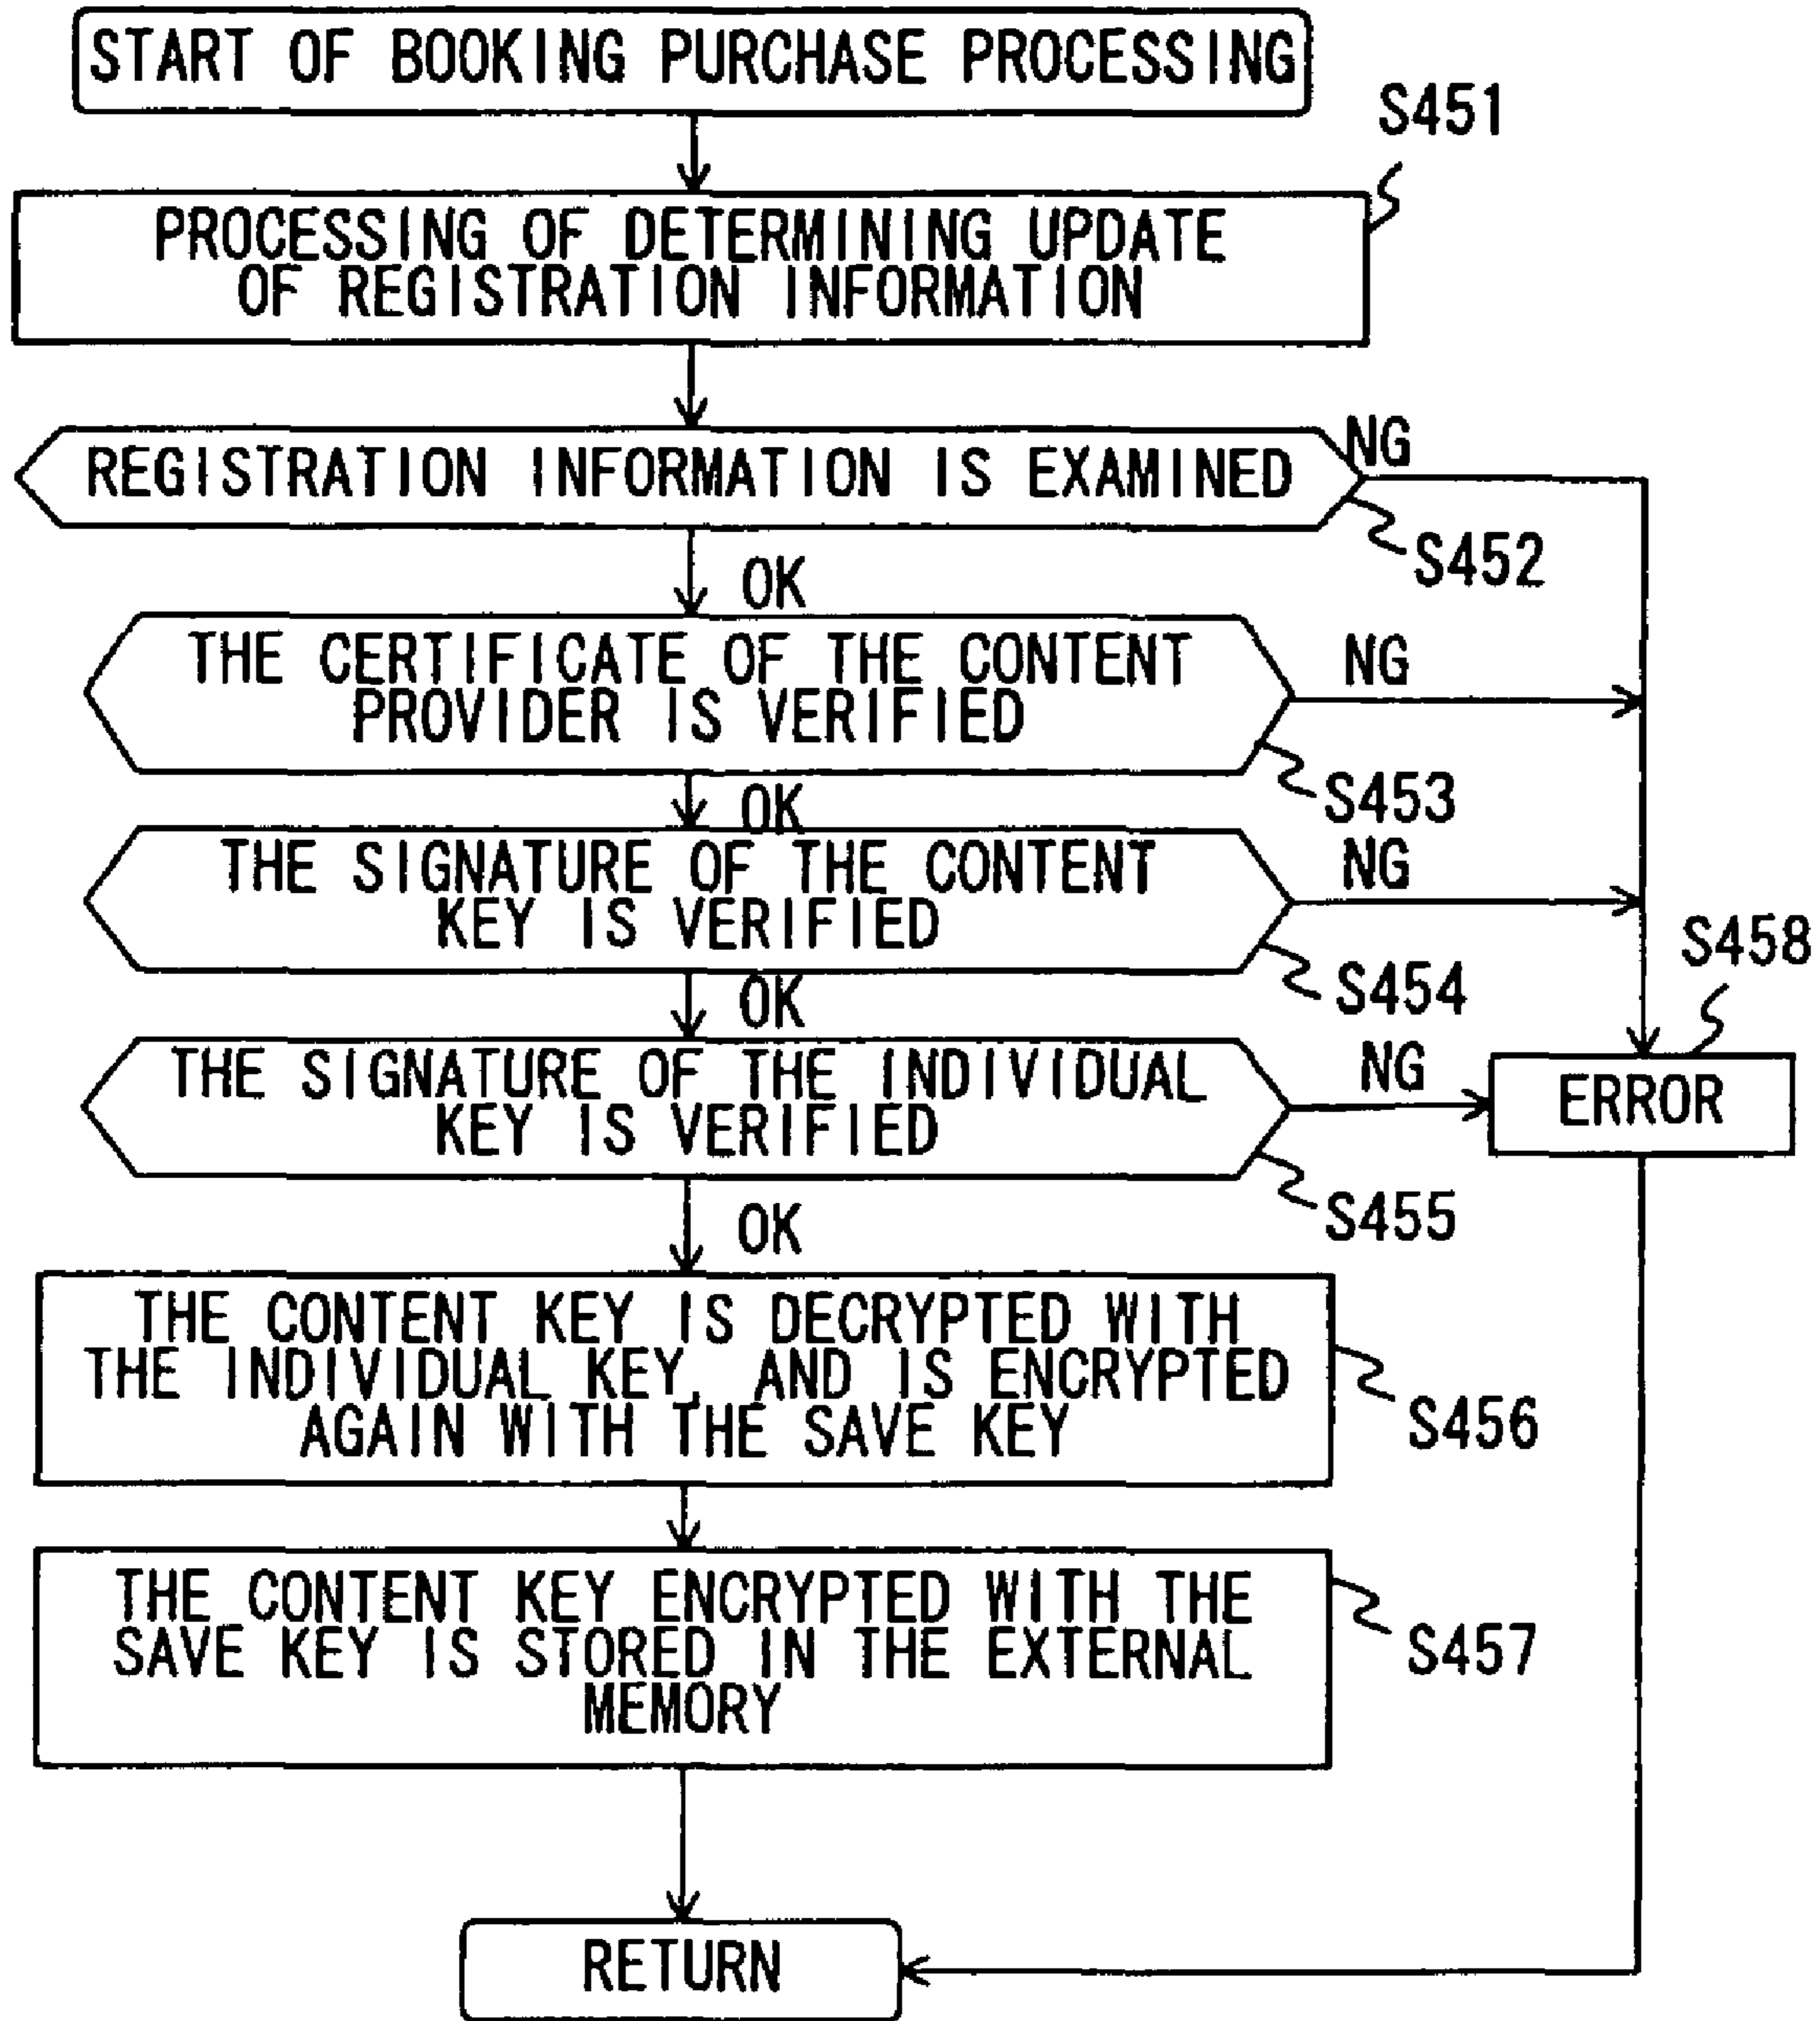 START OF BOOKING PURCHASE PROCESSING
S451
PROCESSING OF DETERMINING UPDATE
OF REGISTRATION INFORMATION
REGISTRATION INFORMATION IS EXAMINED
NG
S452
OK
THE CERTIFICATE OF THE CONTENT
PROVIDER IS VERIFIED
NG
S453
OK
THE SIGNATURE OF THE CONTENT
KEY IS VERIFIED
NG
S454
OK
S458
THE SIGNATURE OF THE INDIVIDUAL
KEY IS VERIFIED
NG
ERROR
S455
OK
THE CONTENT KEY IS DECRYPTED WITH
THE INDIVIDUAL KEY, AND IS ENCRYPTED
AGAIN WITH THE SAVE KEY
S456
THE CONTENT KEY ENCRYPTED WITH THE
SAVE KEY IS STORED IN THE EXTERNAL
MEMORY
S457
RETURN